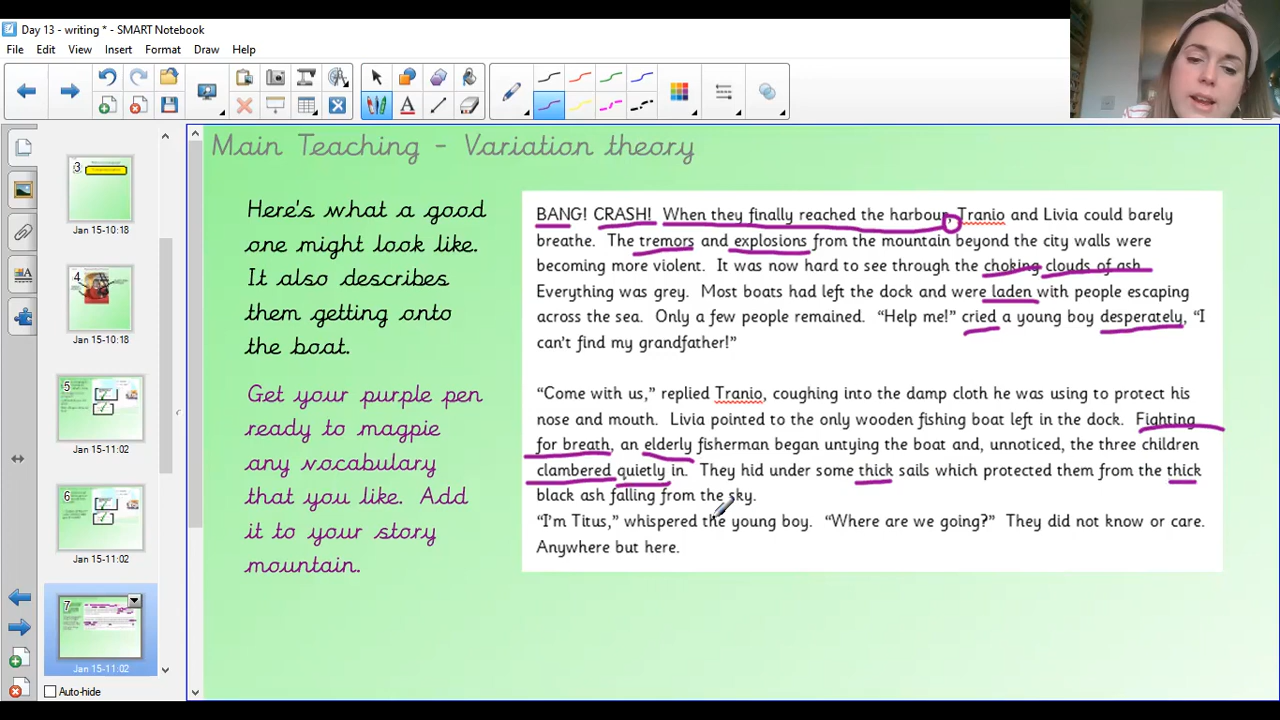 Day 13 - writing * - SMART Notebook
File Edit View Insert Format Draw Help
Main Teaching - Variation theory
Here's what a good
one might look like.
It also describes
them getting onto
the boat.
Get your purple pen
ready to magpie
any vocabulary
that you like. Add
it to your story
mountain.
BANG! CRASH! When they finally reached the harbour, Tranio and Livia could barely
breathe. The tremors and explosions from the mountain beyond the city walls were
becoming more violent. It was now hard to see through the choking clouds of ash.
Everything was grey. Most boats had left the dock and were laden with people escaping
across the sea. Only a few people remained. “Help me!” cried a young boy desperately, “I
can’t find my grandfather!”
“Come with us,” replied Tranio, coughing into the damp cloth he was using to protect his
nose and mouth. Livia pointed to the only wooden fishing boat left in the dock. Fighting
for breath, an elderly fisherman began untying the boat and, unnoticed, the three children
clambered quietly in. They hid under some thick sails which protected them from the thick
black ash falling from the sky.
“I’m Titus,” whispered the young boy. “Where are we going?” They did not know or care.
Anywhere but here.
3
Jan 15-10:18
4
Jan 15-10:18
5
Jan 15-11:02
6
Jan 15-11:02
7
Jan 15-11:02
Auto-hide